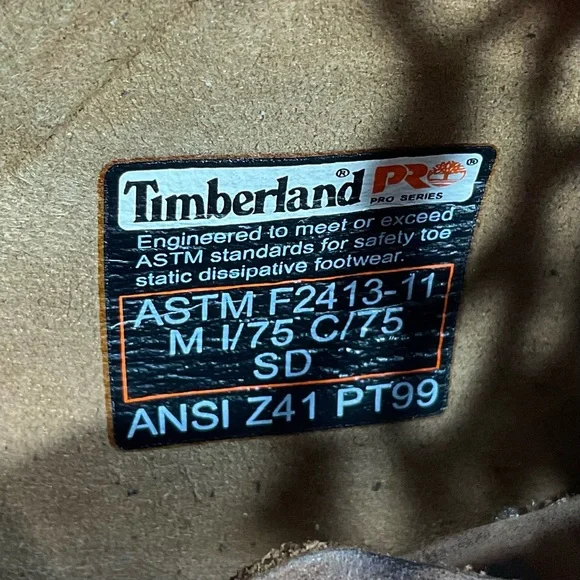 Timberland® PRO®
PRO SERIES
Engineered to meet or exceed
ASTM standards for safety toe
static dissipative footwear.
ASTM F2413-11
M I/75 C/75
SD
ANSI Z41 PT99